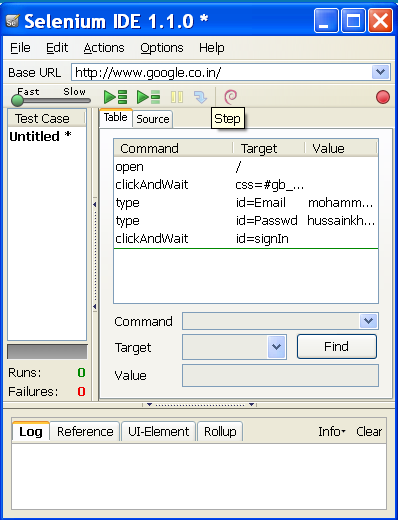 Se Selenium IDE 1.1.0 *
File Edit Actions Options Help
Base URL http://www.google.co.in/
Fast Slow
Step
Test Case
Untitled *
Table Source
Command Target Value
open /
clickAndWait css=#gb_...
type id=Email mohamm...
type id=Passwd hussainkh...
clickAndWait id=signIn
Command
Target Find
Value
Runs: 0
Failures: 0
Log Reference UI-Element Rollup Info Clear